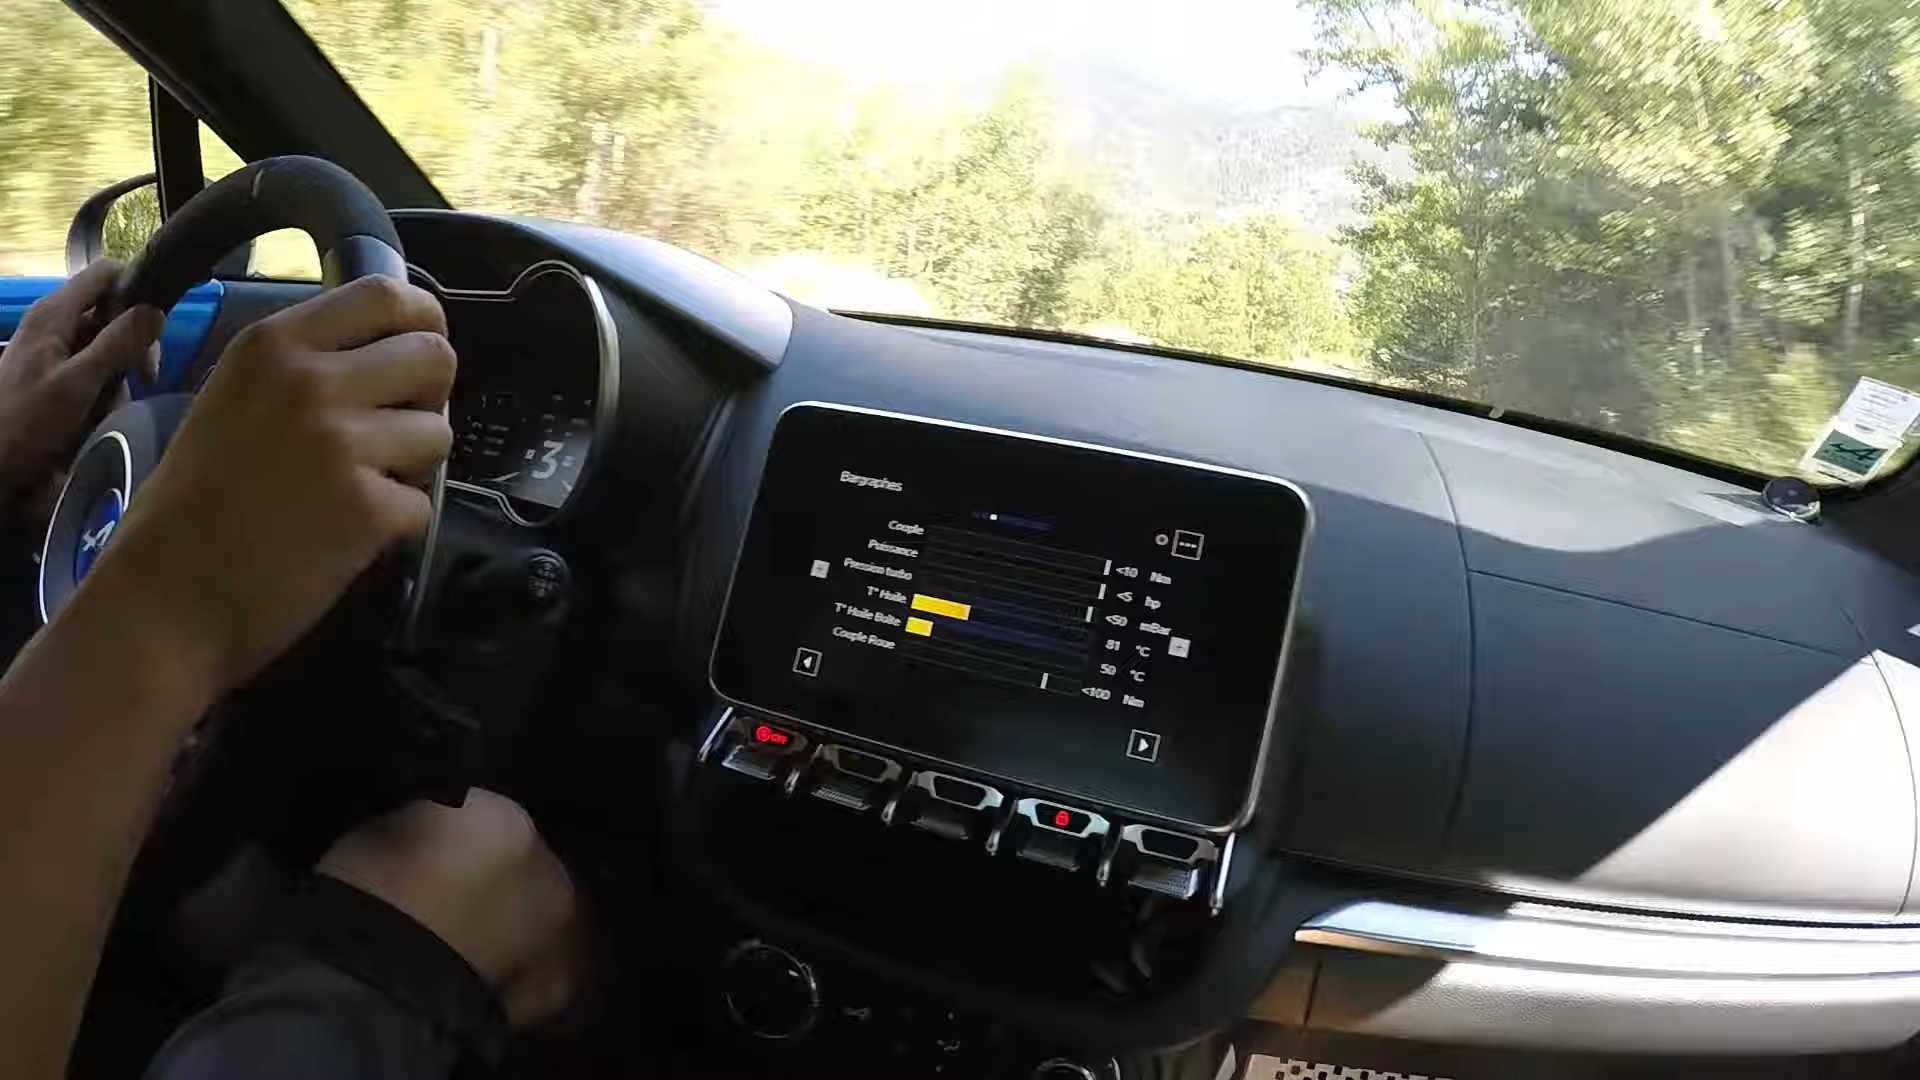 3
Bargraphes
Couple <10 Nm
Puissance <5 hp
Pression turbo <50 mBar
T° Huile 81 °C
T° Huile Boîte 50 °C
Couple Roue <100 Nm
OFF